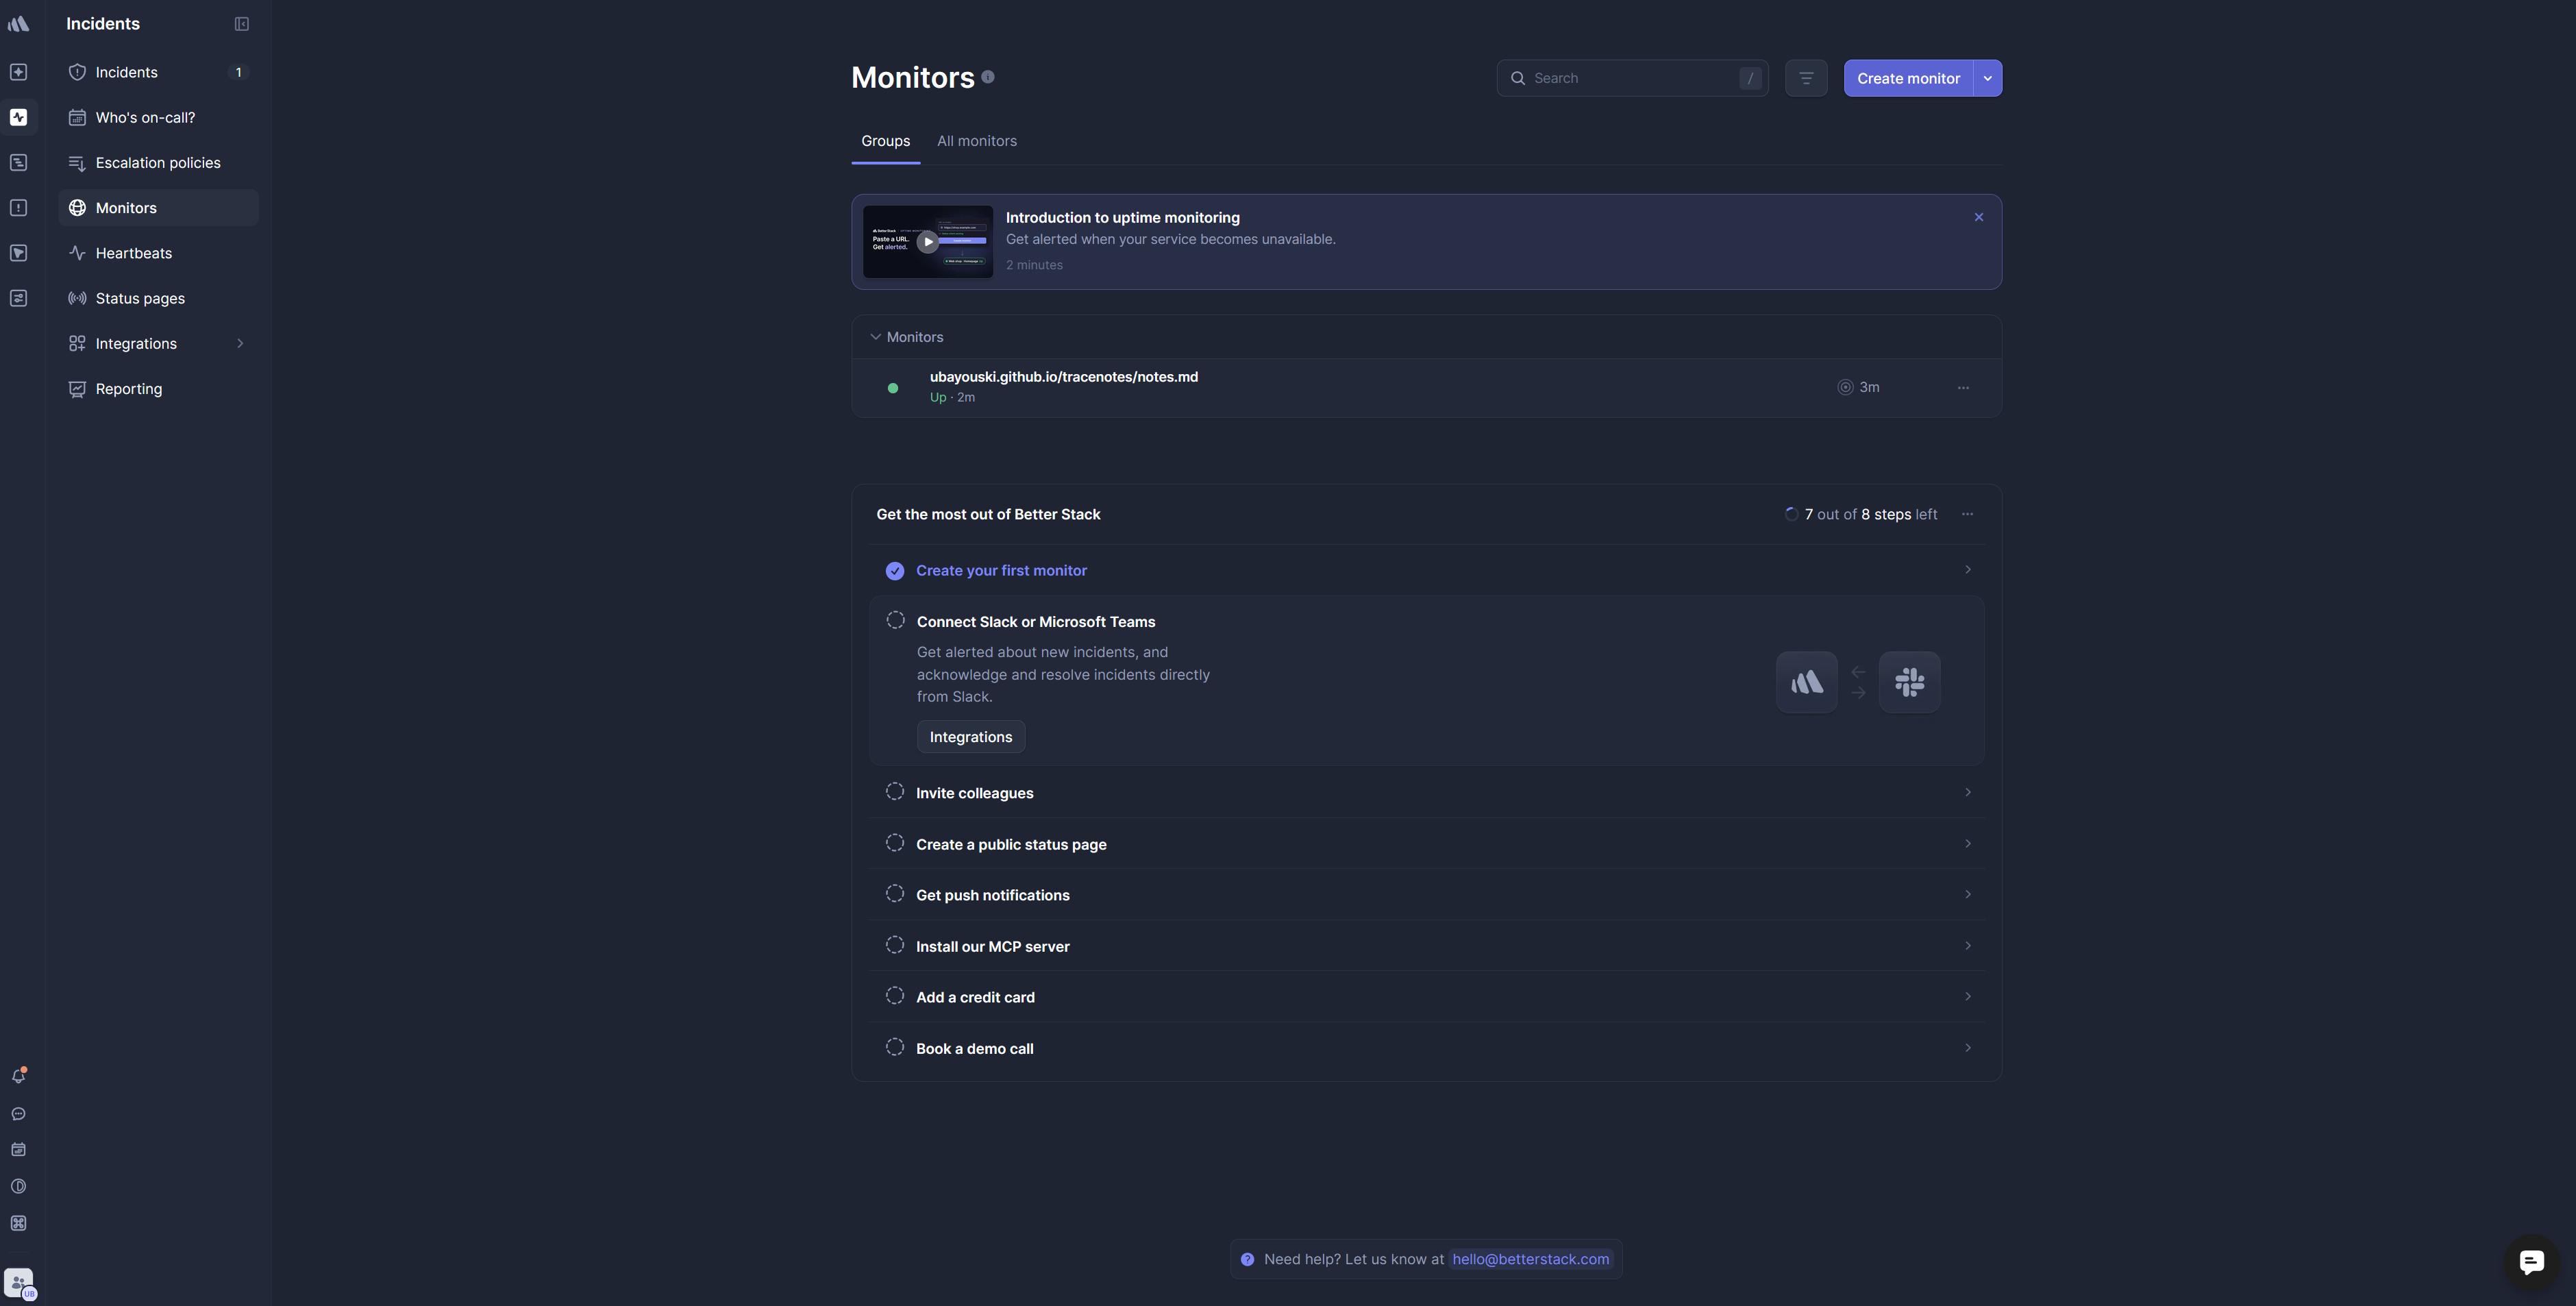 Incidents
Incidents 1
Who's on-call?
Escalation policies
Monitors
Heartbeats
Status pages
Integrations
Reporting
UB
Monitors
Search /
Create monitor
Groups All monitors
Paste a URL.
Get alerted.
Introduction to uptime monitoring
Get alerted when your service becomes unavailable.
2 minutes
Monitors
ubayouski.github.io/tracenotes/notes.md
Up · 2m
3m
Get the most out of Better Stack
7 out of 8 steps left
Create your first monitor
Connect Slack or Microsoft Teams
Get alerted about new incidents, and
acknowledge and resolve incidents directly
from Slack.
Integrations
Invite colleagues
Create a public status page
Get push notifications
Install our MCP server
Add a credit card
Book a demo call
Need help? Let us know at hello@betterstack.com